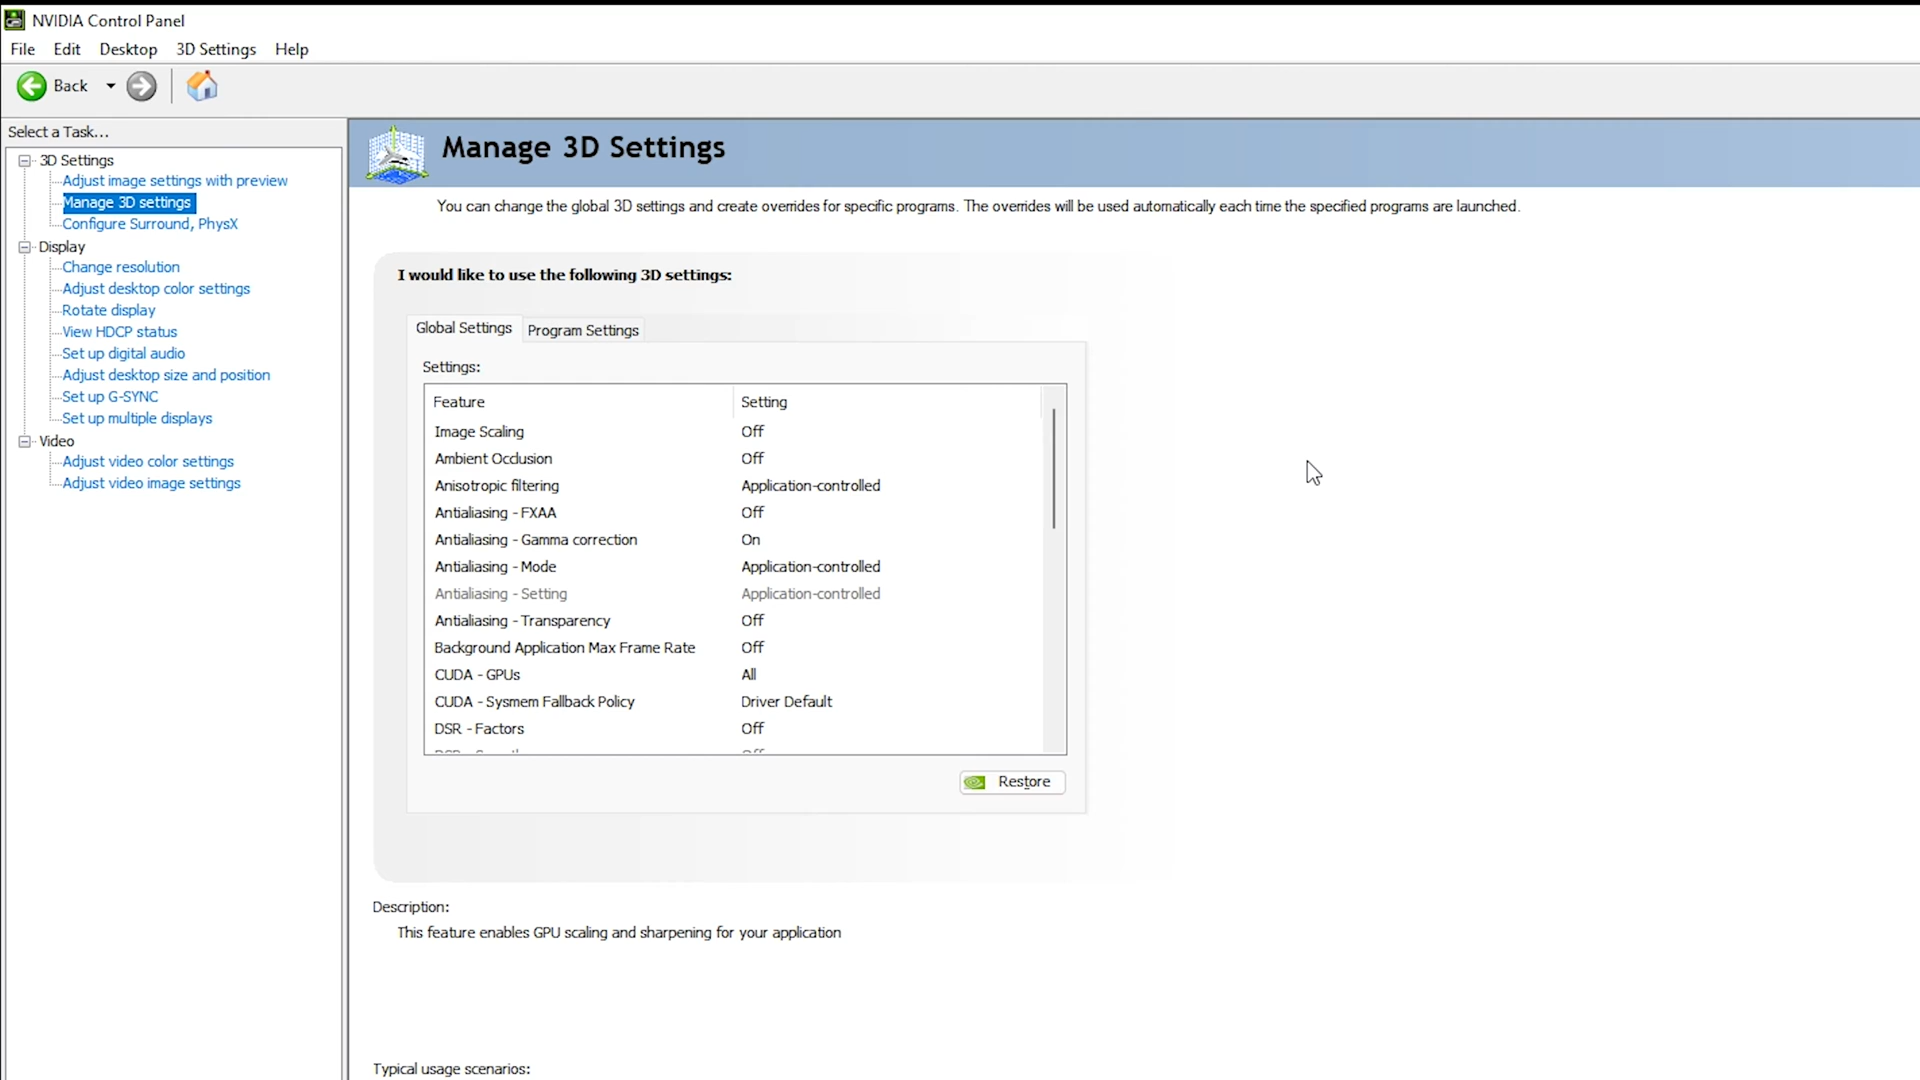 NVIDIA Control Panel
File Edit Desktop 3D Settings Help
Back
Select a Task...
3D Settings
Adjust image settings with preview
Manage 3D settings
Configure Surround, PhysX
Display
Change resolution
Adjust desktop color settings
Rotate display
View HDCP status
Set up digital audio
Adjust desktop size and position
Set up G-SYNC
Set up multiple displays
Video
Adjust video color settings
Adjust video image settings
Manage 3D Settings
You can change the global 3D settings and create overrides for specific programs. The overrides will be used automatically each time the specified programs are launched.
I would like to use the following 3D settings:
Global Settings Program Settings
Settings:
Feature Setting
Image Scaling Off
Ambient Occlusion Off
Anisotropic filtering Application-controlled
Antialiasing - FXAA Off
Antialiasing - Gamma correction On
Antialiasing - Mode Application-controlled
Antialiasing - Setting Application-controlled
Antialiasing - Transparency Off
Background Application Max Frame Rate Off
CUDA - GPUs All
CUDA - Sysmem Fallback Policy Driver Default
DSR - Factors Off
Restore
Description:
This feature enables GPU scaling and sharpening for your application
Typical usage scenarios: